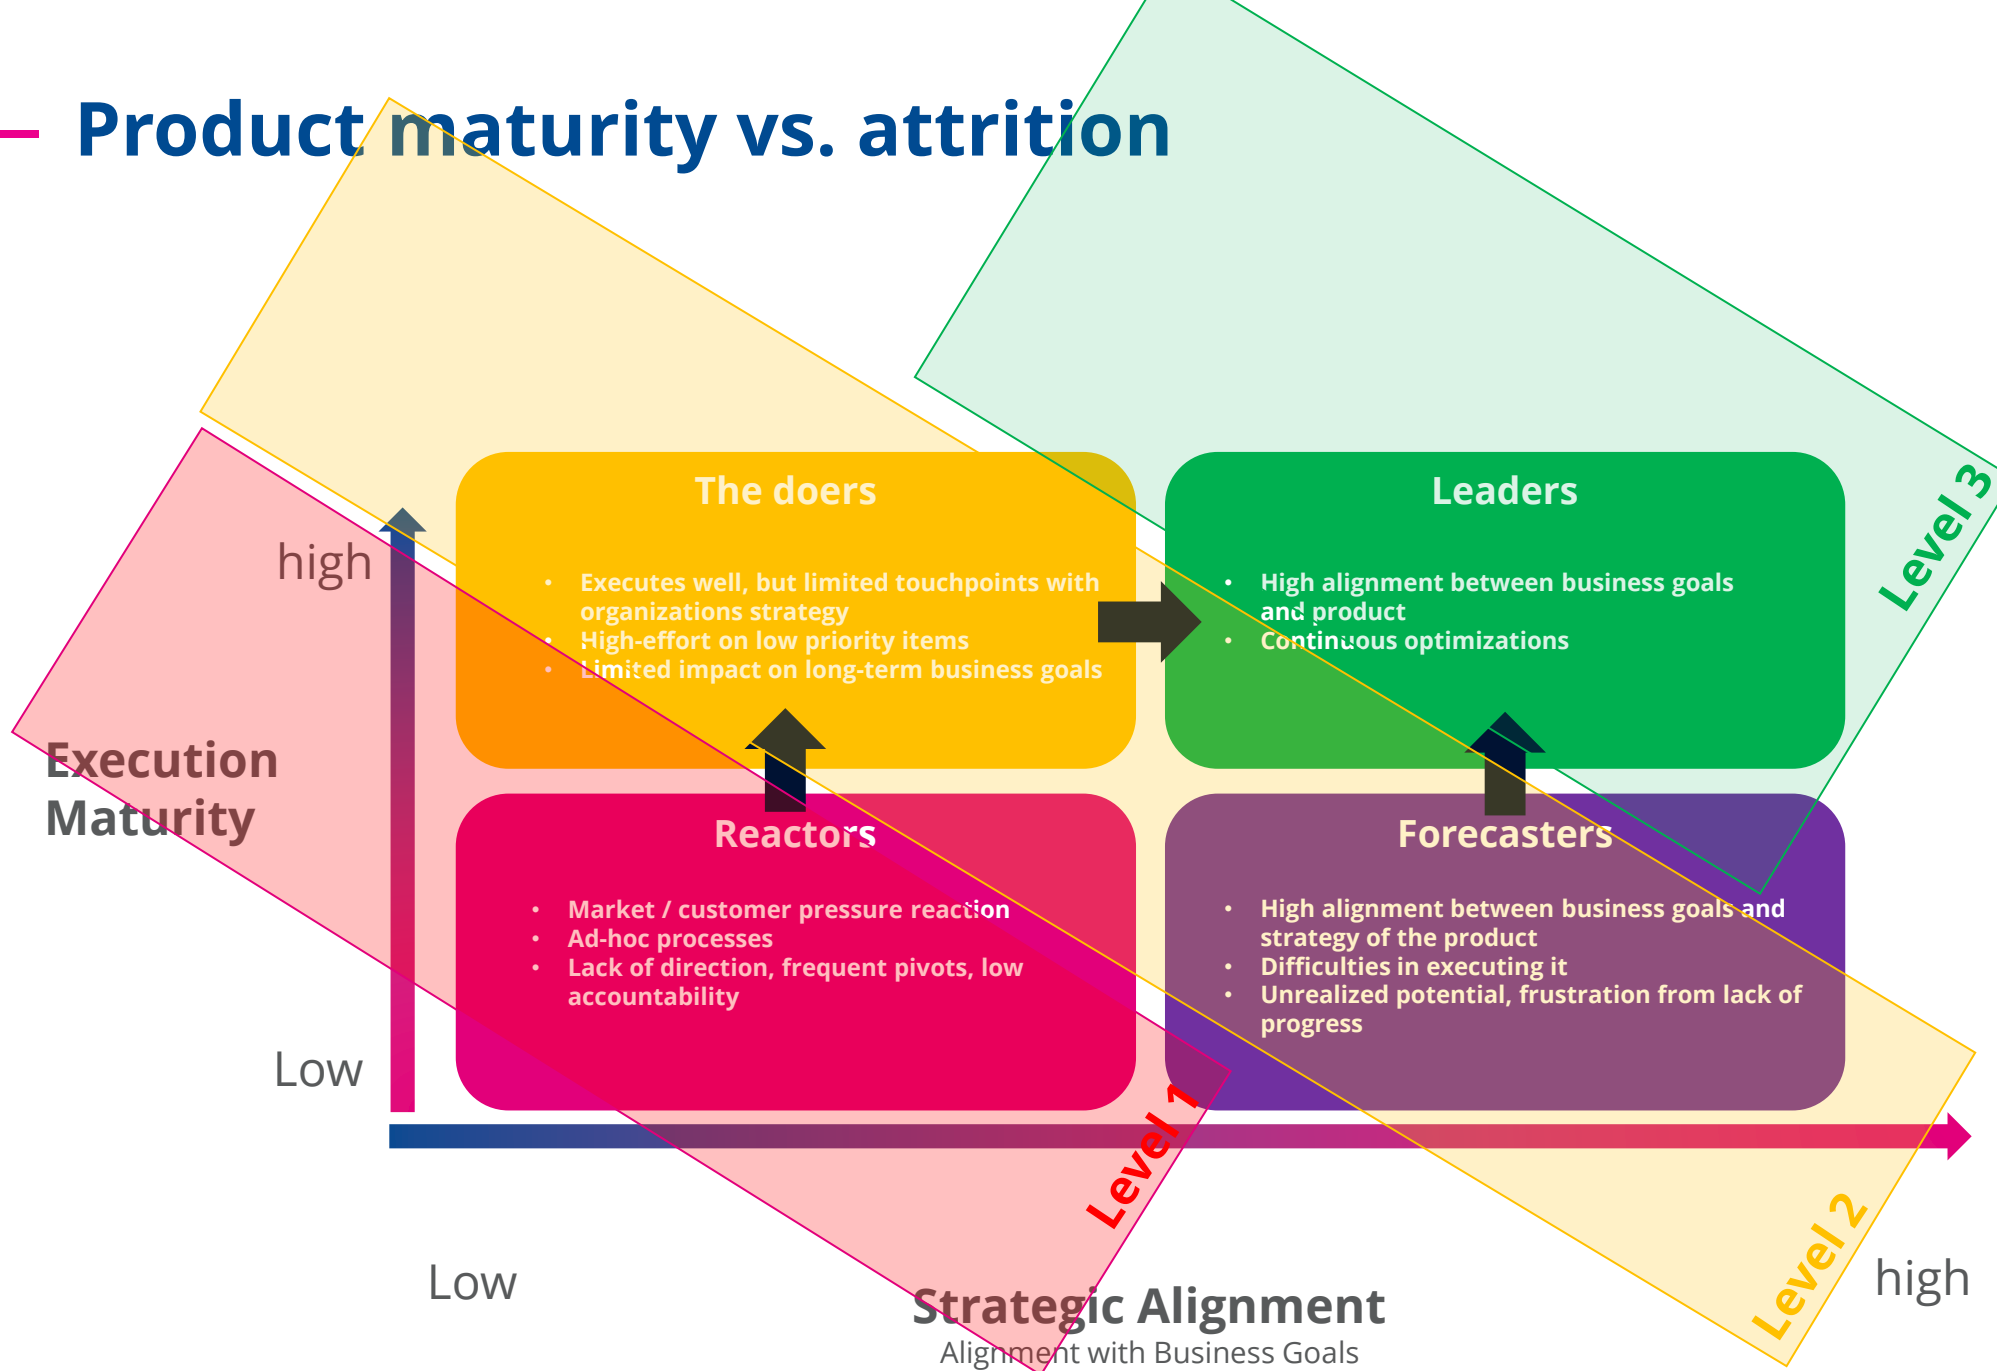 Product maturity vs. attrition
Level 3
The doers
Executes well, but limited touchpoints with
organizations strategy
High-effort on low priority items
Limited impact on long-term business goals
Leaders
High alignment between business goals
and product
Continuous optimizations
high
Execution
Maturity
Low
Reactors
Market / customer pressure reaction
Ad-hoc processes
Lack of direction, frequent pivots, low
accountability
Forecasters
High alignment between business goals and
strategy of the product
Difficulties in executing it
Unrealized potential, frustration from lack of
progress
Level 1
Level 2
Low
high
Strategic Alignment
Alignment with Business Goals